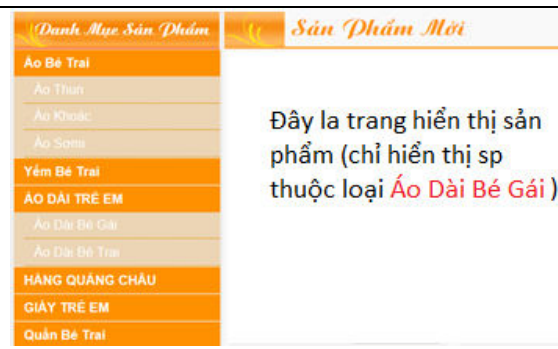 Danh Mục Sản Phẩm
Sản Phẩm Mới
Áo Bé Trai
Áo Thun
Áo Khoác
Áo Somi
Yếm Bé Trai
ÁO DÀI TRẺ EM
Áo Dài Bé Gái
Áo Dài Bé Trai
HÀNG QUẢNG CHÂU
GIÀY TRẺ EM
Quần Bé Trai
Đây la trang hiển thị sản
phẩm (chỉ hiển thị sp
thuộc loại Áo Dài Bé Gái )